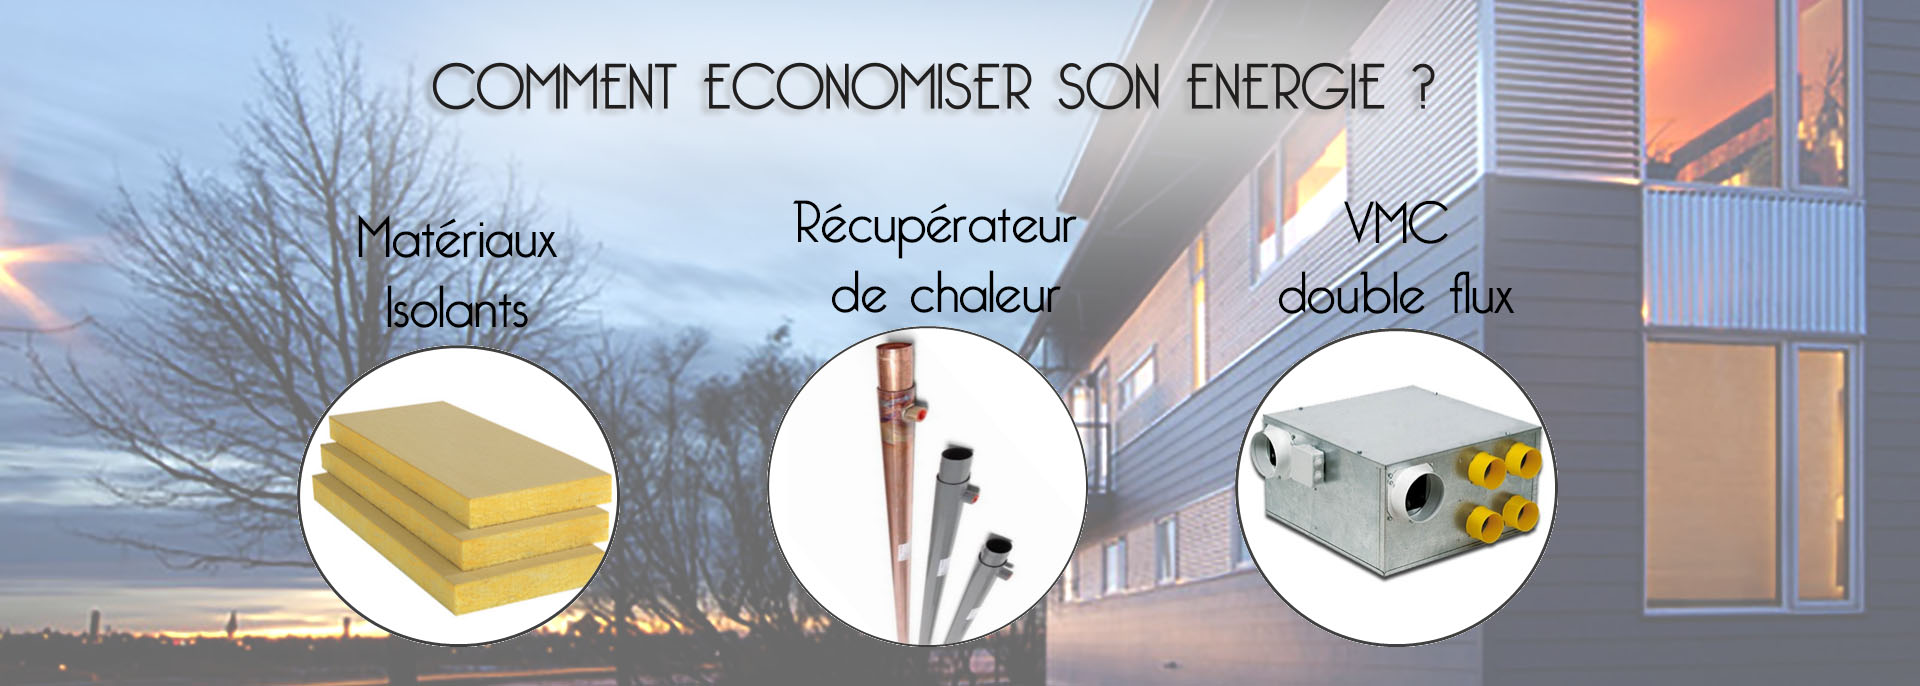 COMMENT ECONOMISER SON ENERGIE ?
Matériaux
Isolants
Récupérateur
de chaleur
VMC
double flux